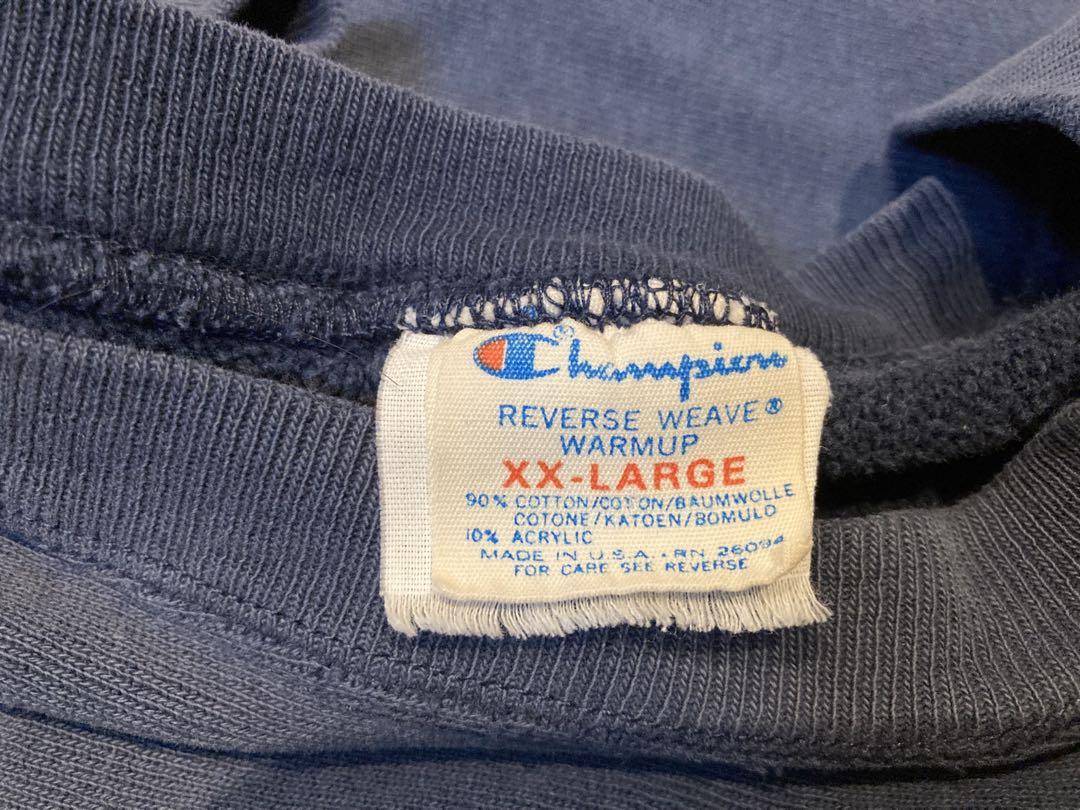 Champion®
REVERSE WEAVE®
WARMUP
XX-LARGE
90% COTTON/COTON/BAUMWOLLE
COTONE/KATOEN/BOMULD
10% ACRYLIC
MADE IN U.S.A. • RN 26094
FOR CARE SEE REVERSE